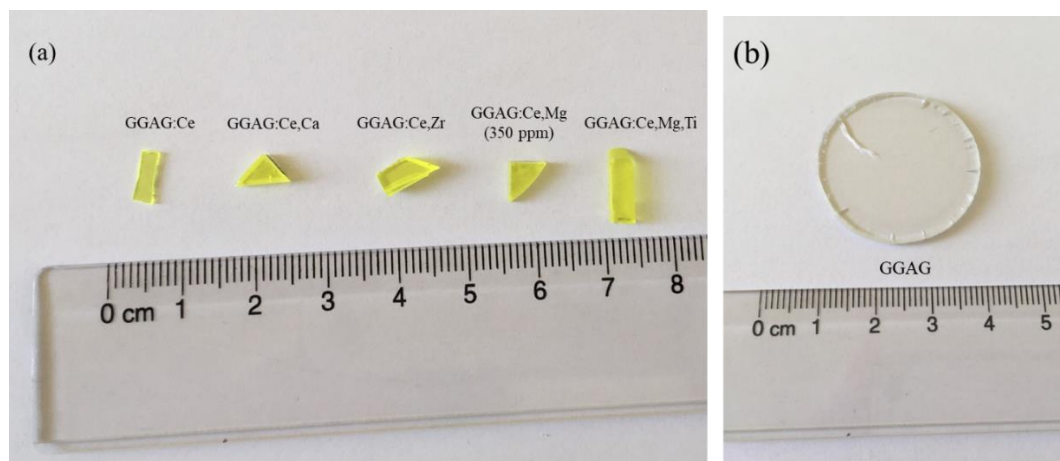 (a)
GGAG:Ce
GGAG:Ce,Ca
GGAG:Ce,Zr
GGAG:Ce,Mg
(350 ppm)
GGAG:Ce,Mg,Ti
0 cm 1 2 3 4 5 6 7 8
(b)
GGAG
0 cm 1 2 3 4 5